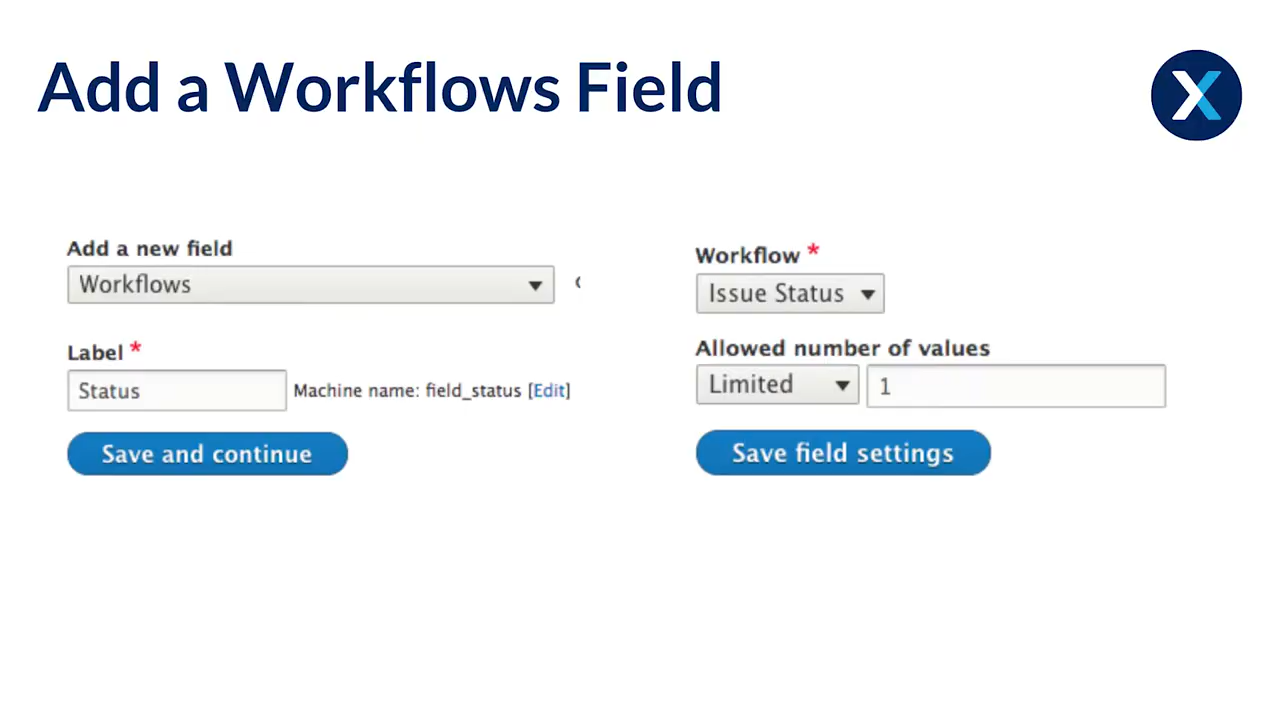 Add a Workflows Field
Add a new field
Workflows
Label *
Status
Machine name: field_status [Edit]
Save and continue
Workflow *
Issue Status
Allowed number of values
Limited
1
Save field settings